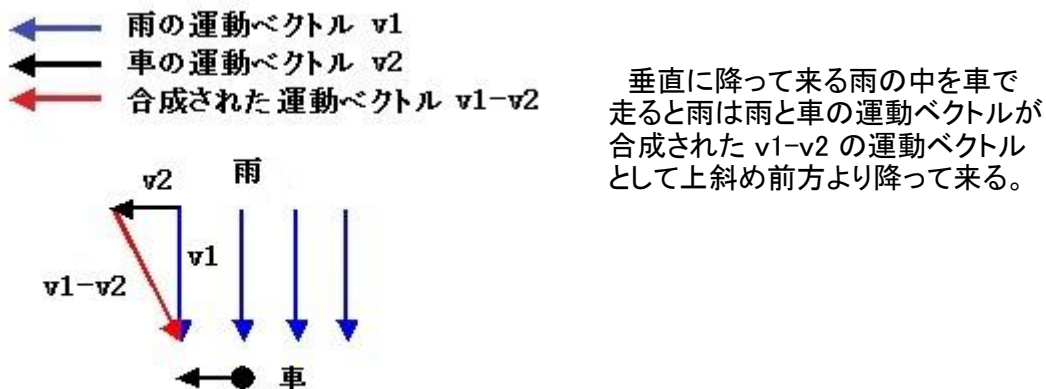 雨の運動ベクトル v1
車の運動ベクトル v2
合成された運動ベクトル v1-v2
垂直に降って来る雨の中を車で
走ると雨は雨と車の運動ベクトルが
合成された v1-v2 の運動ベクトル
として上斜め前方より降って来る。
v2
雨
v1
v1-v2
車